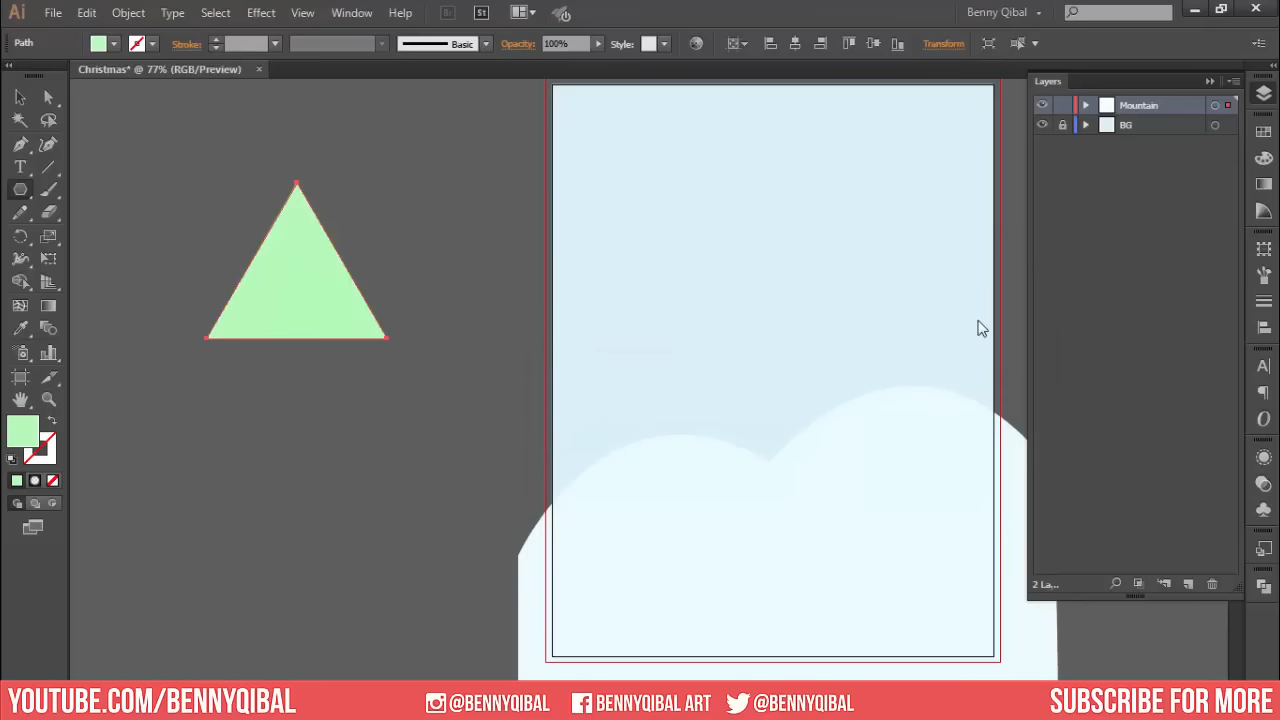 Ai File Edit Object Type Select Effect View Window Help Br St Benny Qibal
Path Stroke: Basic Opacity: 100% Style: Transform
Christmas* @ 77% (RGB/Preview) ×
Layers
Mountain
BG
2 La...
YOUTUBE.COM/BENNYQIBAL @BENNYQIBAL BENNYQIBAL ART @BENNYQIBAL SUBSCRIBE FOR MORE